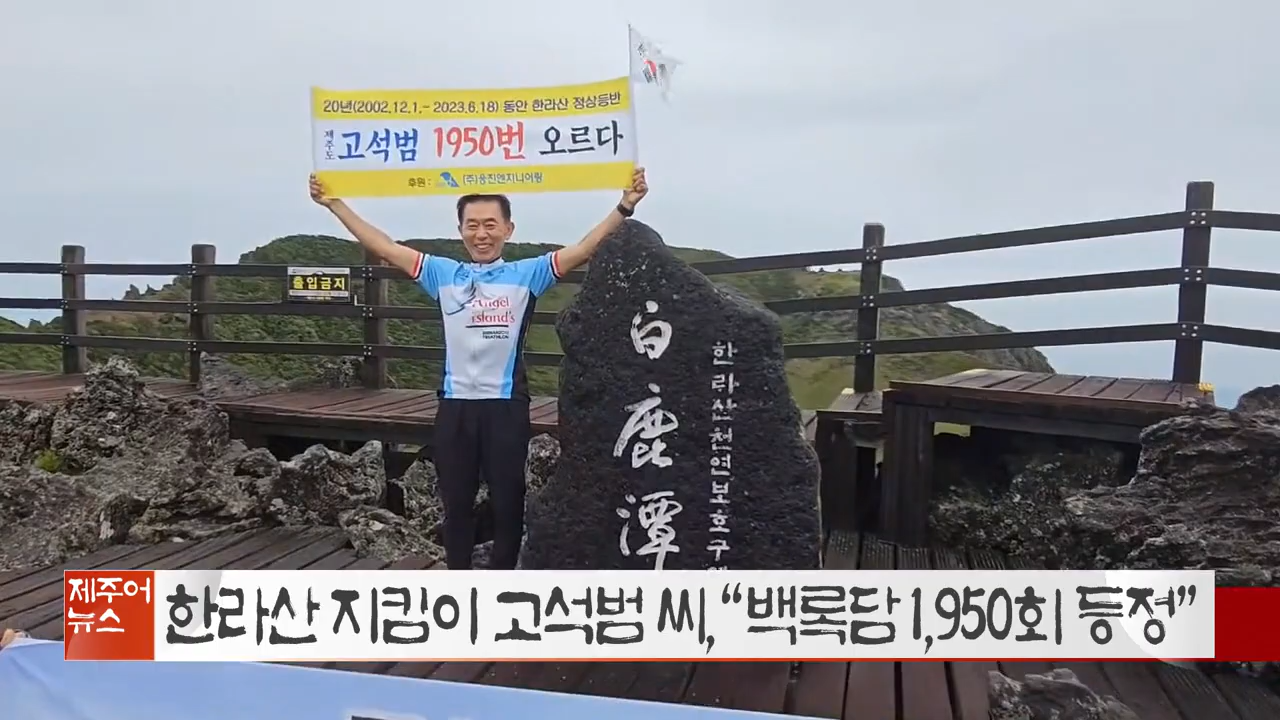 20년(2002.12.1.- 2023.6.18) 동안 한라산 정상등반
제주도 고석범 1950번 오르다
후원 : (주)웅진엔지니어링
출입금지
Angel
island's
白鹿潭
한라산천연보호구
제주어
뉴스
한라산 지킴이 고석범 씨, “백록담 1,950회 등정”